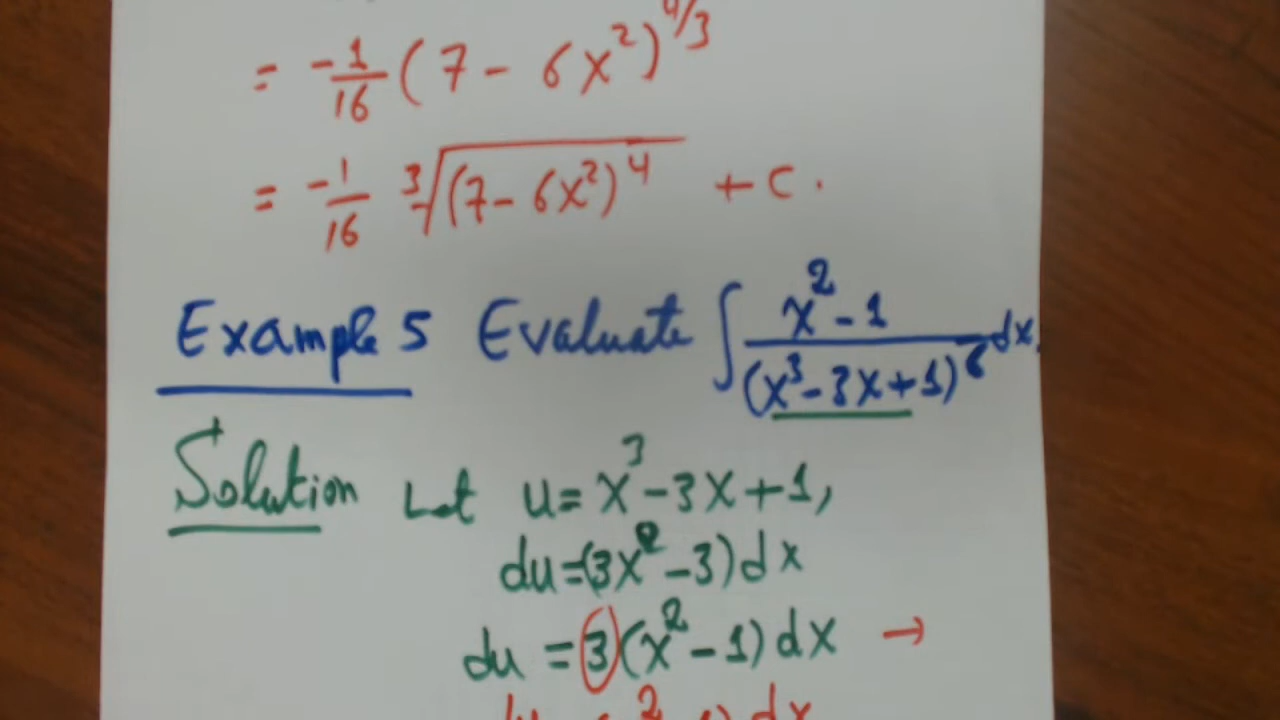 = -1/16 (7 - 6x²)^4/3
= -1/16 ³√(7 - 6x²)⁴ + C.
Example 5 Evaluate ∫ x² - 1 / (x³ - 3x + 1)⁶ dx.
Solution Let u = x³ - 3x + 1,
du = (3x² - 3) dx
du = 3 (x² - 1) dx →